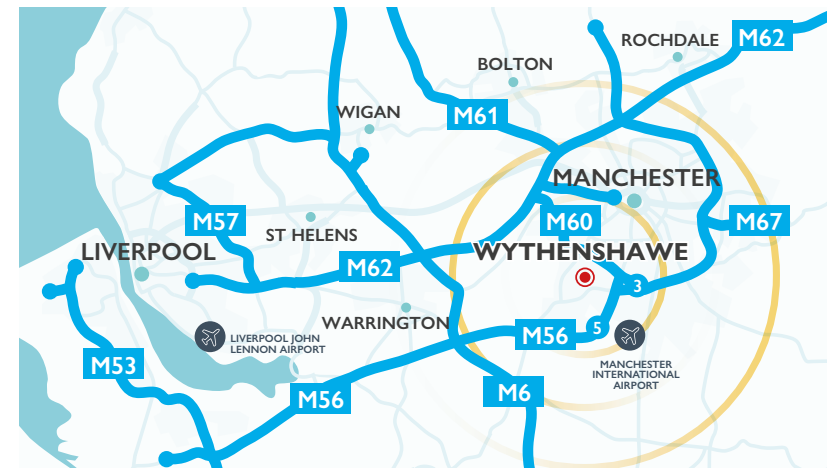 M62
ROCHDALE
BOLTON
WIGAN
M61
MANCHESTER
M57
M60
M67
ST HELENS
LIVERPOOL
WYTHENSHAWE
M62
3
WARRINGTON
5
M56
LIVERPOOL JOHN
LENNON AIRPORT
M53
MANCHESTER
INTERNATIONAL
AIRPORT
M56
M6